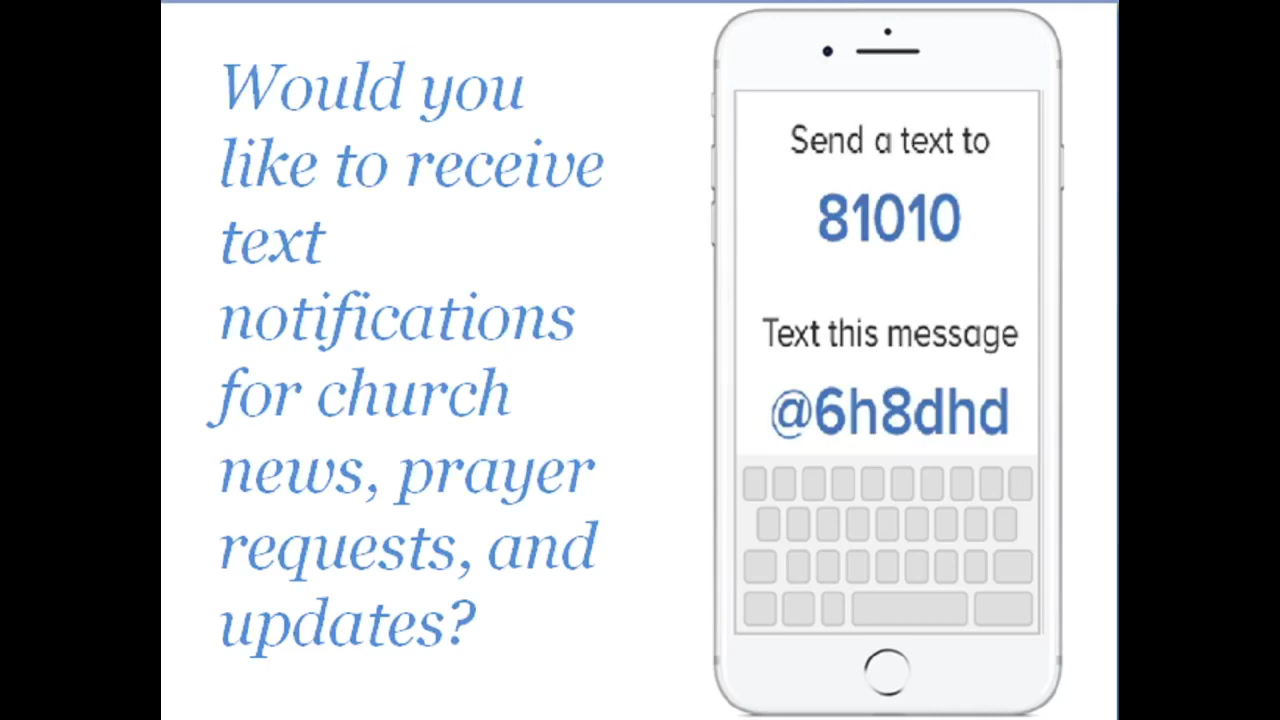 Would you
like to receive
text
notifications
for church
news, prayer
requests, and
updates?
Send a text to
81010
Text this message
@6h8dhd